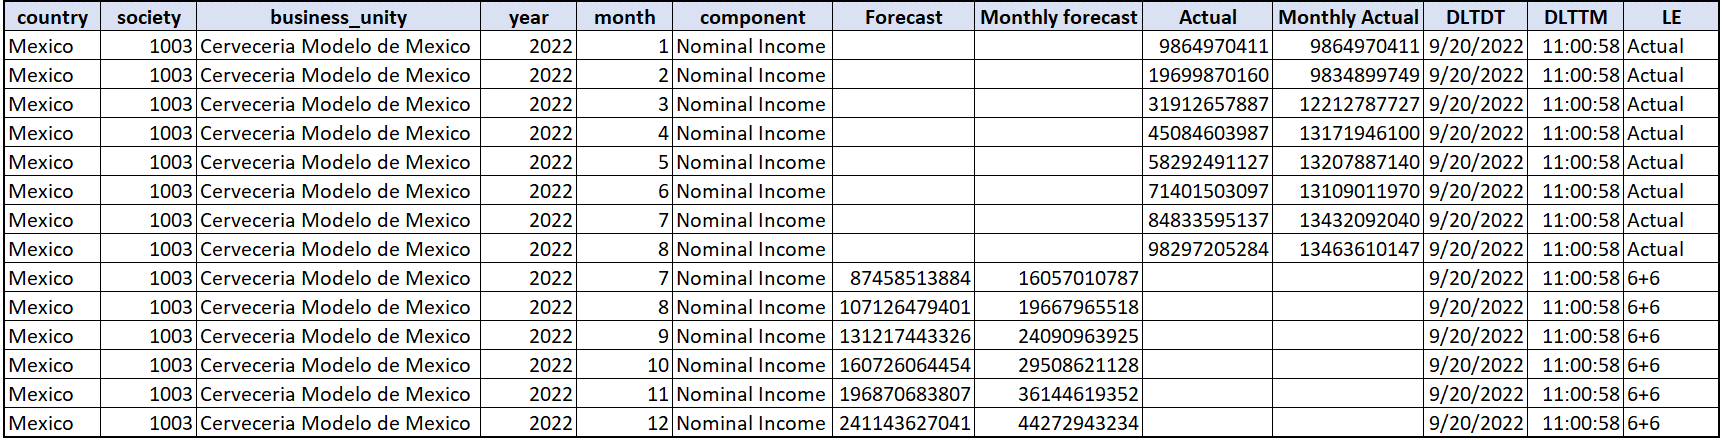 country society business_unity year month component Forecast Monthly forecast Actual Monthly Actual DLTDT DLTTM LE
Mexico 1003 Cerveceria Modelo de Mexico 2022 1 Nominal Income 9864970411 9864970411 9/20/2022 11:00:58 Actual
Mexico 1003 Cerveceria Modelo de Mexico 2022 2 Nominal Income 19699870160 9834899749 9/20/2022 11:00:58 Actual
Mexico 1003 Cerveceria Modelo de Mexico 2022 3 Nominal Income 31912657887 12212787727 9/20/2022 11:00:58 Actual
Mexico 1003 Cerveceria Modelo de Mexico 2022 4 Nominal Income 45084603987 13171946100 9/20/2022 11:00:58 Actual
Mexico 1003 Cerveceria Modelo de Mexico 2022 5 Nominal Income 58292491127 13207887140 9/20/2022 11:00:58 Actual
Mexico 1003 Cerveceria Modelo de Mexico 2022 6 Nominal Income 71401503097 13109011970 9/20/2022 11:00:58 Actual
Mexico 1003 Cerveceria Modelo de Mexico 2022 7 Nominal Income 84833595137 13432092040 9/20/2022 11:00:58 Actual
Mexico 1003 Cerveceria Modelo de Mexico 2022 8 Nominal Income 98297205284 13463610147 9/20/2022 11:00:58 Actual
Mexico 1003 Cerveceria Modelo de Mexico 2022 7 Nominal Income 87458513884 16057010787 9/20/2022 11:00:58 6+6
Mexico 1003 Cerveceria Modelo de Mexico 2022 8 Nominal Income 107126479401 19667965518 9/20/2022 11:00:58 6+6
Mexico 1003 Cerveceria Modelo de Mexico 2022 9 Nominal Income 131217443326 24090963925 9/20/2022 11:00:58 6+6
Mexico 1003 Cerveceria Modelo de Mexico 2022 10 Nominal Income 160726064454 29508621128 9/20/2022 11:00:58 6+6
Mexico 1003 Cerveceria Modelo de Mexico 2022 11 Nominal Income 196870683807 36144619352 9/20/2022 11:00:58 6+6
Mexico 1003 Cerveceria Modelo de Mexico 2022 12 Nominal Income 241143627041 44272943234 9/20/2022 11:00:58 6+6